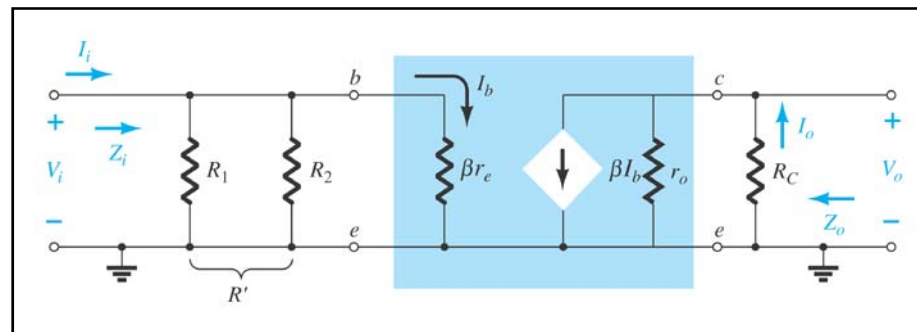 I_i
b
I_b
c
+
Z_i
V_i
−
R_1
R_2
βr_e
βI_b
r_o
R_C
I_o
+
V_o
−
Z_o
e
e
R'